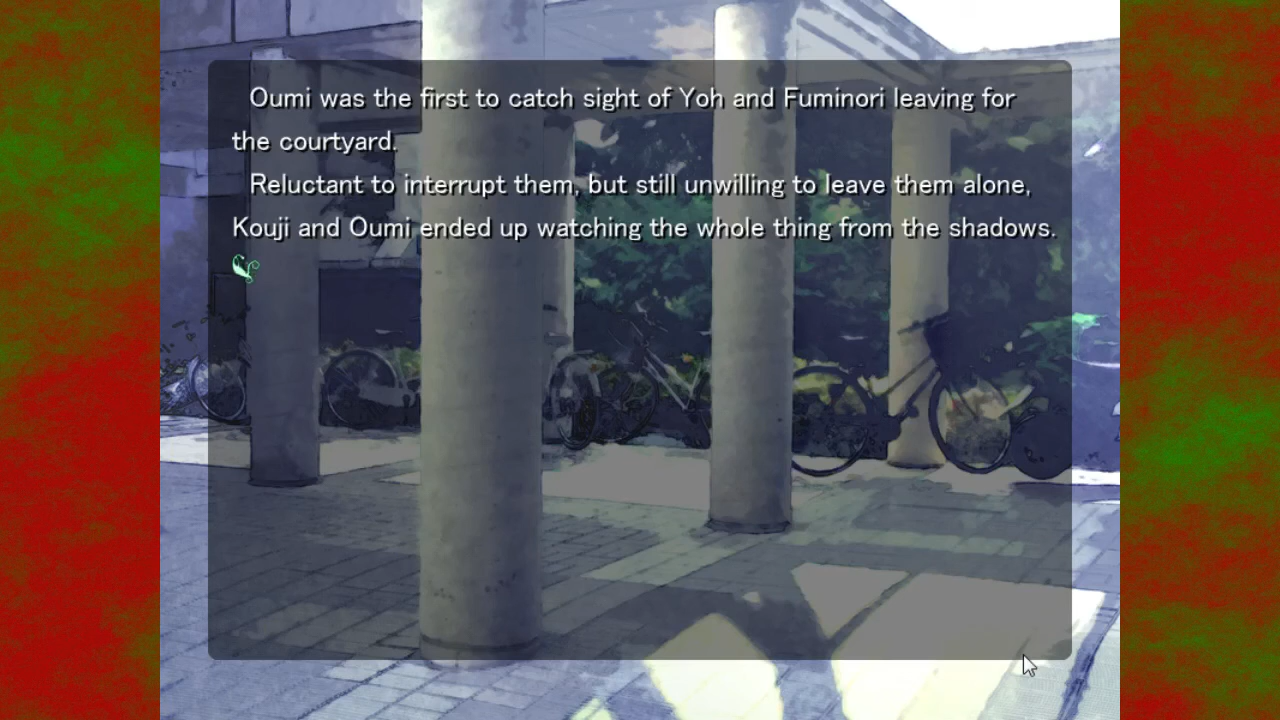 Oumi was the first to catch sight of Yoh and Fuminori leaving for
the courtyard.
Reluctant to interrupt them, but still unwilling to leave them alone,
Kouji and Oumi ended up watching the whole thing from the shadows.